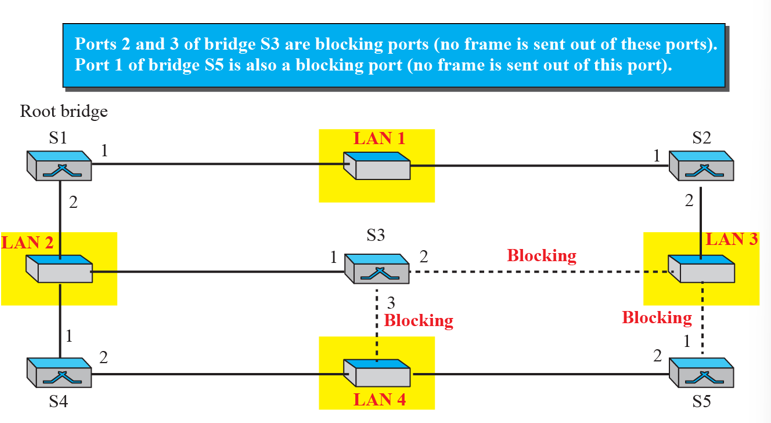 Ports 2 and 3 of bridge S3 are blocking ports (no frame is sent out of these ports).
Port 1 of bridge S5 is also a blocking port (no frame is sent out of this port).
Root bridge
S1
1
LAN 1
1
S2
2
2
LAN 2
S3
LAN 3
1
2
Blocking
3
Blocking
Blocking
1
1
2
2
S4
LAN 4
S5